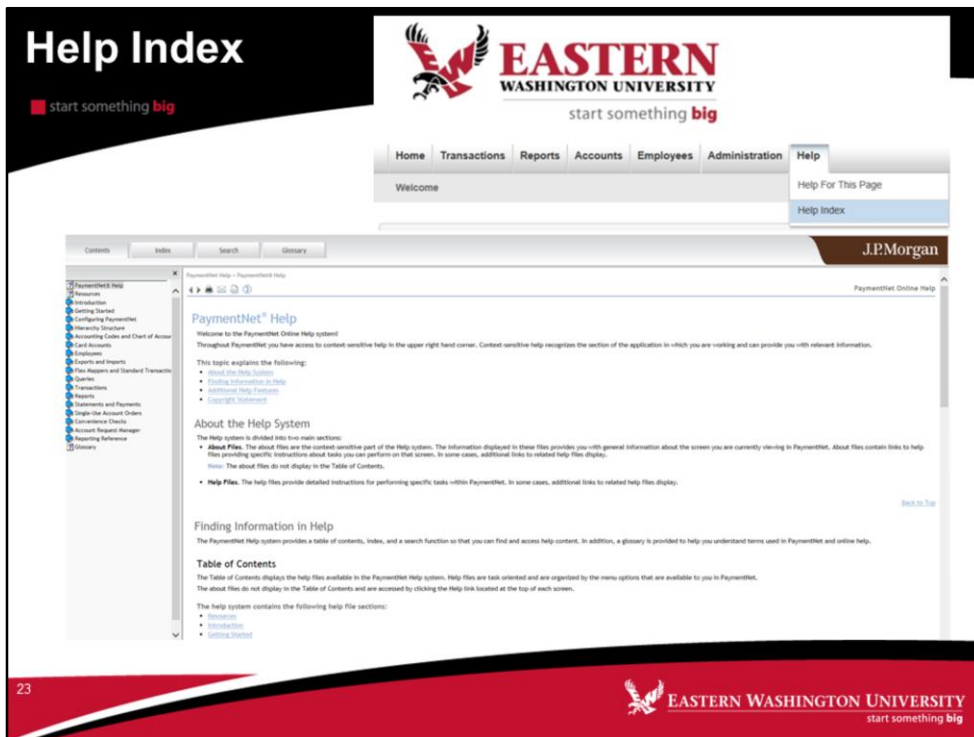 Help Index
start something big
EASTERN
WASHINGTON UNIVERSITY
start something big
Home Transactions Reports Accounts Employees Administration Help
Welcome
Help For This Page
Help Index
Contents Index Search Glossary
J.P.Morgan
PaymentNet® Help
Resources
Introduction
Getting Started
Configuring PaymentNet
Hierarchy Structure
Accounting Codes and Chart of Accour
Card Accounts
Employees
Exports and Imports
Flex Mappers and Standard Transactio
Queries
Transactions
Reports
Statements and Payments
Single-Use Account Orders
Convenience Checks
Account Request Manager
Reporting Reference
Glossary
PaymentNet Help > PaymentNet® Help
PaymentNet Online Help
PaymentNet® Help
Welcome to the PaymentNet Online Help system!
Throughout PaymentNet you have access to context-sensitive help in the upper right hand corner. Context-sensitive help recognizes the section of the application in which you are working and can provide you with relevant information.
This topic explains the following:
• About the Help System
• Finding Information in Help
• Additional Help Features
• Copyright Statement
About the Help System
The Help system is divided into two main sections:
• About Files. The about files are the context-sensitive part of the Help system. The information displayed in these files provides you with general information about the screen you are currently viewing in PaymentNet. About files contain links to help
files providing specific instructions about tasks you can perform on that screen. In some cases, additional links to related help files display.
Note: The about files do not display in the Table of Contents.
• Help Files. The help files provide detailed instructions for performing specific tasks within PaymentNet. In some cases, additional links to related help files display.
Back to Top
Finding Information in Help
The PaymentNet Help system provides a table of contents, index, and a search function so that you can find and access help content. In addition, a glossary is provided to help you understand terms used in PaymentNet and online help.
Table of Contents
The Table of Contents displays the help files available in the PaymentNet Help system. Help files are task oriented and are organized by the menu options that are available to you in PaymentNet.
The about files do not display in the Table of Contents and are accessed by clicking the Help link located at the top of each screen.
The help system contains the following help file sections:
• Resources
• Introduction
• Getting Started
23
EASTERN WASHINGTON UNIVERSITY
start something big